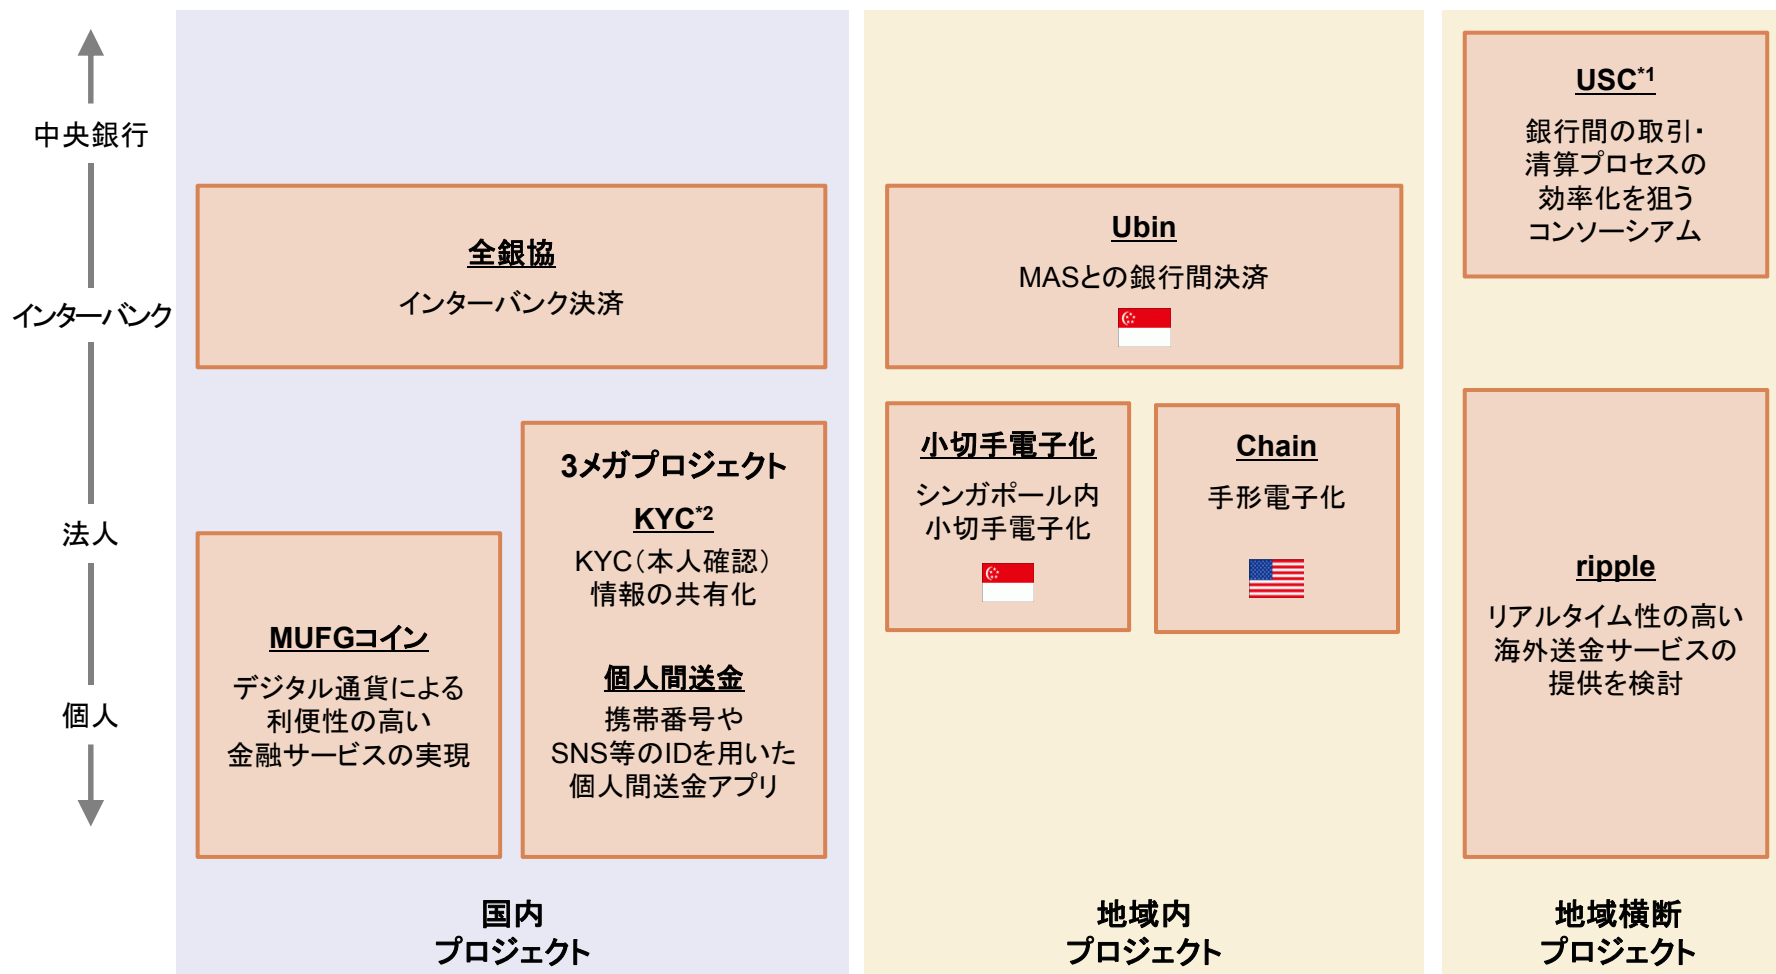 中央銀行
インターバンク
法人
個人
全銀協
インターバンク決済
MUFGコイン
デジタル通貨による
利便性の高い
金融サービスの実現
3メガプロジェクト
KYC*2
KYC(本人確認)
情報の共有化
個人間送金
携帯番号や
SNS等のIDを用いた
個人間送金アプリ
国内
プロジェクト
Ubin
MASとの銀行間決済
小切手電子化
シンガポール内
小切手電子化
Chain
手形電子化
地域内
プロジェクト
USC*1
銀行間の取引・
清算プロセスの
効率化を狙う
コンソーシアム
ripple
リアルタイム性の高い
海外送金サービスの
提供を検討
地域横断
プロジェクト